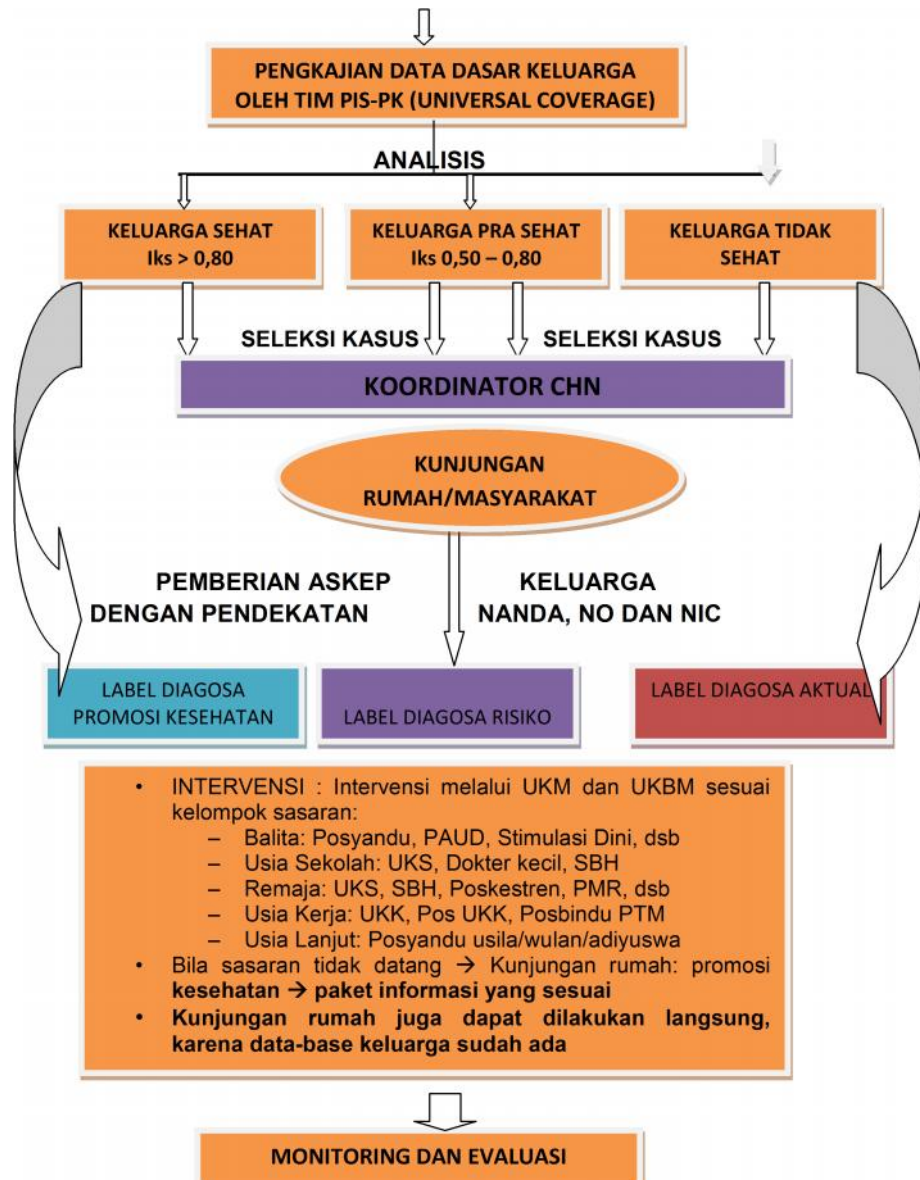 PENGKAJIAN DATA DASAR KELUARGA
OLEH TIM PIS-PK (UNIVERSAL COVERAGE)
ANALISIS
KELUARGA SEHAT
Iks > 0,80
KELUARGA PRA SEHAT
Iks 0,50 – 0,80
KELUARGA TIDAK
SEHAT
SELEKSI KASUS
SELEKSI KASUS
KOORDINATOR CHN
KUNJUNGAN
RUMAH/MASYARAKAT
PEMBERIAN ASKEP KELUARGA
DENGAN PENDEKATAN NANDA, NO DAN NIC
LABEL DIAGOSA
PROMOSI KESEHATAN
LABEL DIAGOSA RISIKO
LABEL DIAGOSA AKTUAL
• INTERVENSI : Intervensi melalui UKM dan UKBM sesuai
kelompok sasaran:
– Balita: Posyandu, PAUD, Stimulasi Dini, dsb
– Usia Sekolah: UKS, Dokter kecil, SBH
– Remaja: UKS, SBH, Poskestren, PMR, dsb
– Usia Kerja: UKK, Pos UKK, Posbindu PTM
– Usia Lanjut: Posyandu usila/wulan/adiyuswa
• Bila sasaran tidak datang → Kunjungan rumah: promosi
kesehatan → paket informasi yang sesuai
• Kunjungan rumah juga dapat dilakukan langsung,
karena data-base keluarga sudah ada
MONITORING DAN EVALUASI